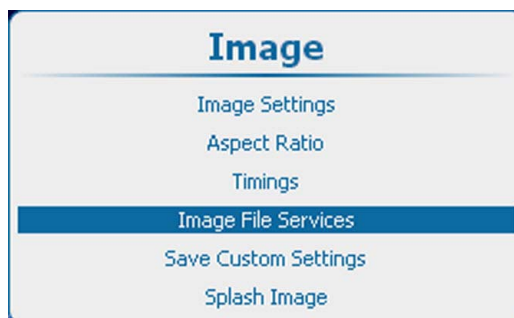 Image
Image Settings
Aspect Ratio
Timings
Image File Services
Save Custom Settings
Splash Image